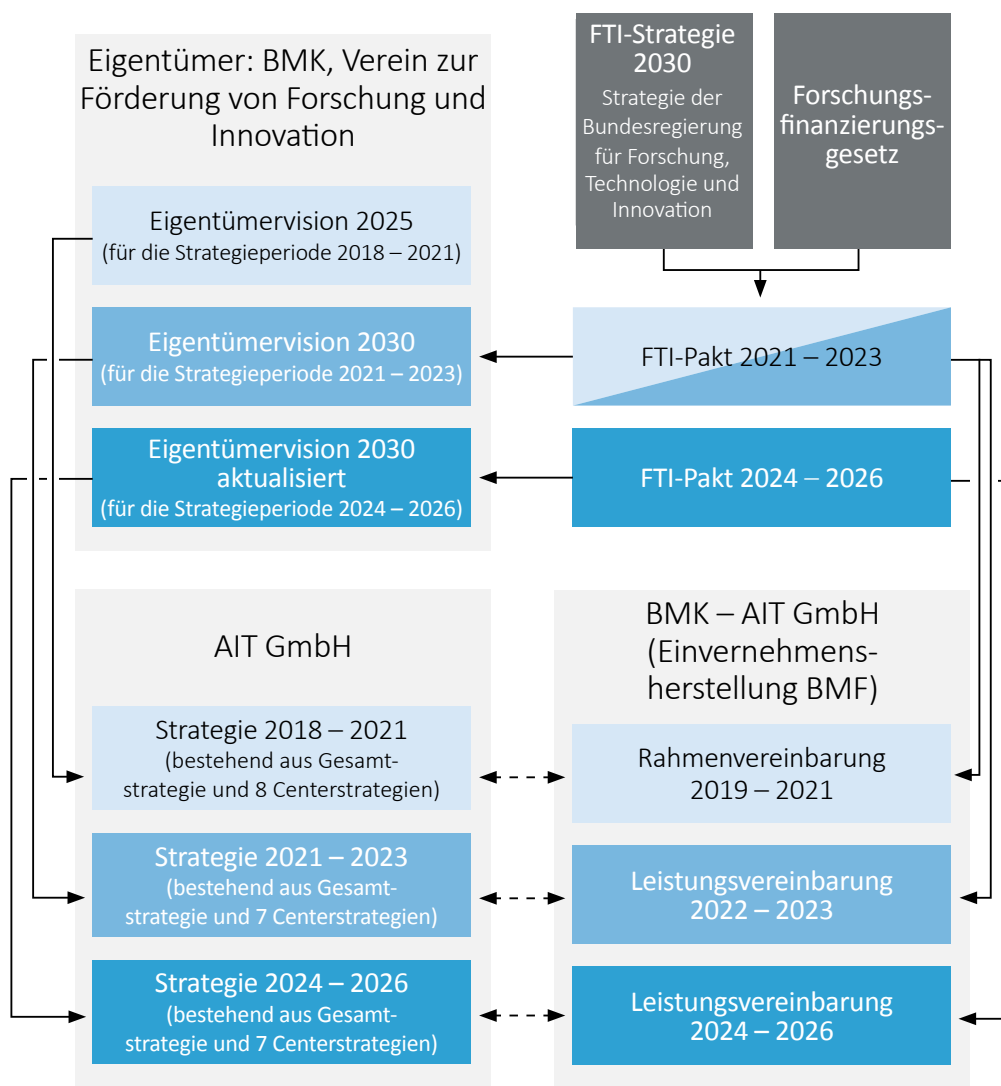 Eigentümer: BMK, Verein zur
Förderung von Forschung und
Innovation
Eigentümervision 2025
(für die Strategieperiode 2018 – 2021)
Eigentümervision 2030
(für die Strategieperiode 2021 – 2023)
Eigentümervision 2030
aktualisiert
(für die Strategieperiode 2024 – 2026)
FTI-Strategie
2030
Strategie der
Bundesregierung
für Forschung,
Technologie und
Innovation
Forschungs-
finanzierungs-
gesetz
FTI-Pakt 2021 – 2023
FTI-Pakt 2024 – 2026
AIT GmbH
Strategie 2018 – 2021
(bestehend aus Gesamt-
strategie und 8 Centerstrategien)
Strategie 2021 – 2023
(bestehend aus Gesamt-
strategie und 7 Centerstrategien)
Strategie 2024 – 2026
(bestehend aus Gesamt-
strategie und 7 Centerstrategien)
BMK – AIT GmbH
(Einvernehmens-
herstellung BMF)
Rahmenvereinbarung
2019 – 2021
Leistungsvereinbarung
2022 – 2023
Leistungsvereinbarung
2024 – 2026